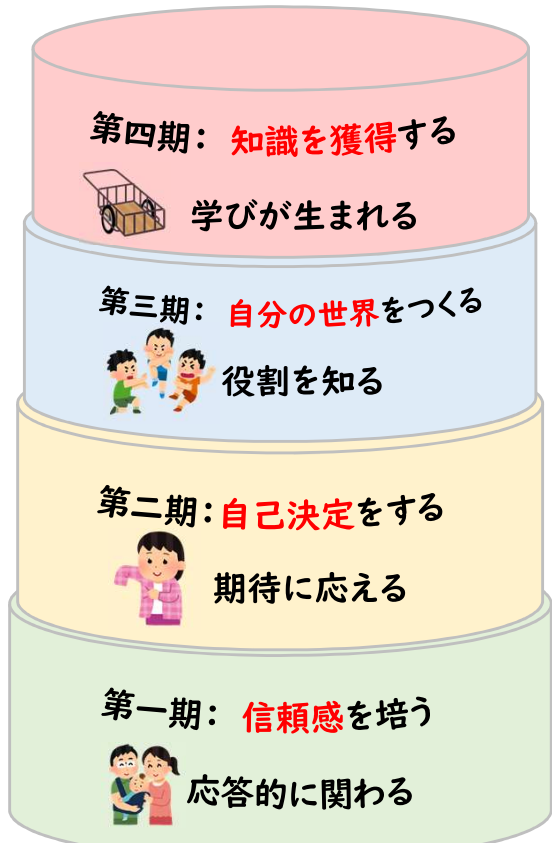 第四期： 知識を獲得する
学びが生まれる
第三期： 自分の世界をつくる
役割を知る
第二期：自己決定をする
期待に応える
第一期： 信頼感を培う
応答的に関わる